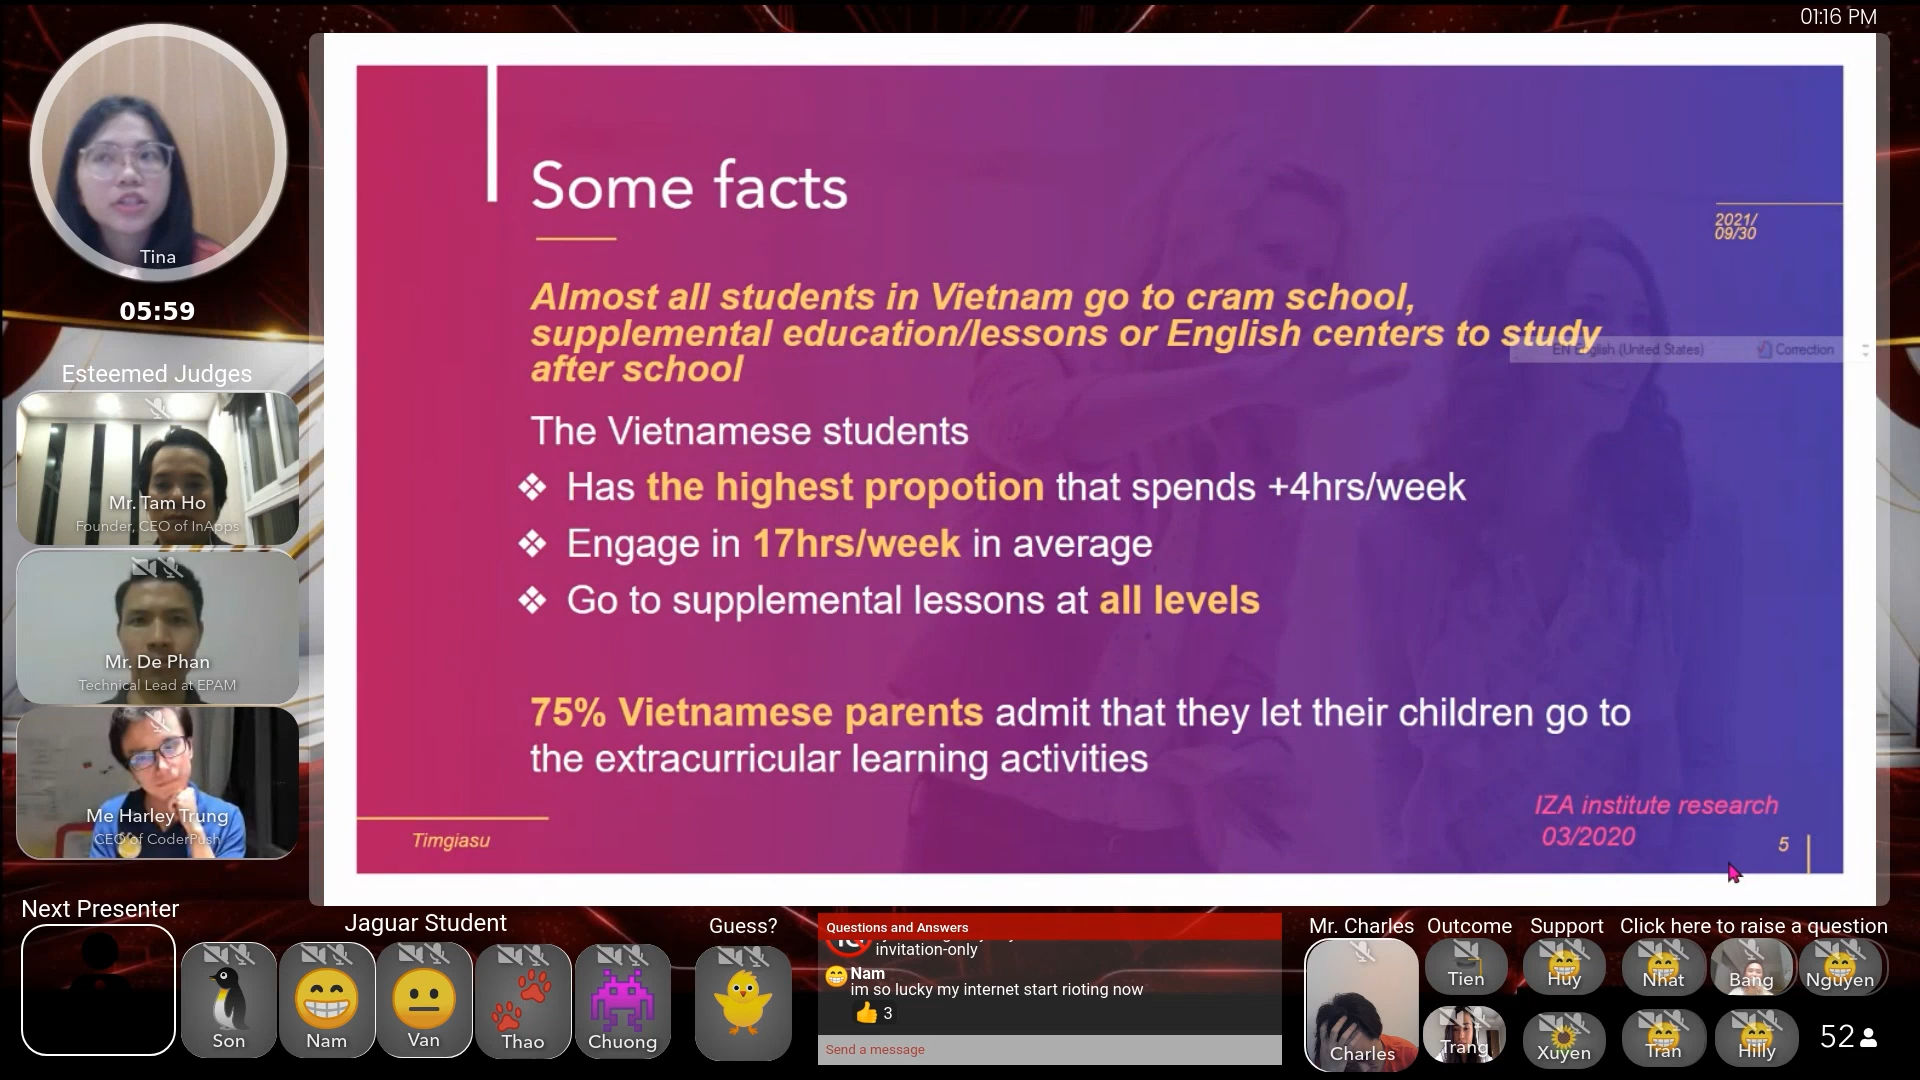 01:16 PM
Tina
05:59
Esteemed Judges
Mr. Tam Ho
Founder, CEO of InApps
Mr. De Phan
Technical Lead at EPAM
Me Harley Trung
CEO of CoderPush
Some facts
2021/
09/30
Almost all students in Vietnam go to cram school,
supplemental education/lessons or English centers to study
after school
EN English (United States)
Correction
The Vietnamese students
❖ Has the highest propotion that spends +4hrs/week
❖ Engage in 17hrs/week in average
❖ Go to supplemental lessons at all levels
75% Vietnamese parents admit that they let their children go to
the extracurricular learning activities
IZA institute research
03/2020
Timgiasu
5
Next Presenter
Jaguar Student
Son
Nam
Van
Thao
Chuong
Guess?
Questions and Answers
invitation-only
Nam
im so lucky my internet start rioting now
3
Send a message
Mr. Charles
Charles
Outcome
Tien
Trang
Support
Huy
Xuyen
Click here to raise a question
Nhat
Bang
Nguyen
Tran
Hilly
52